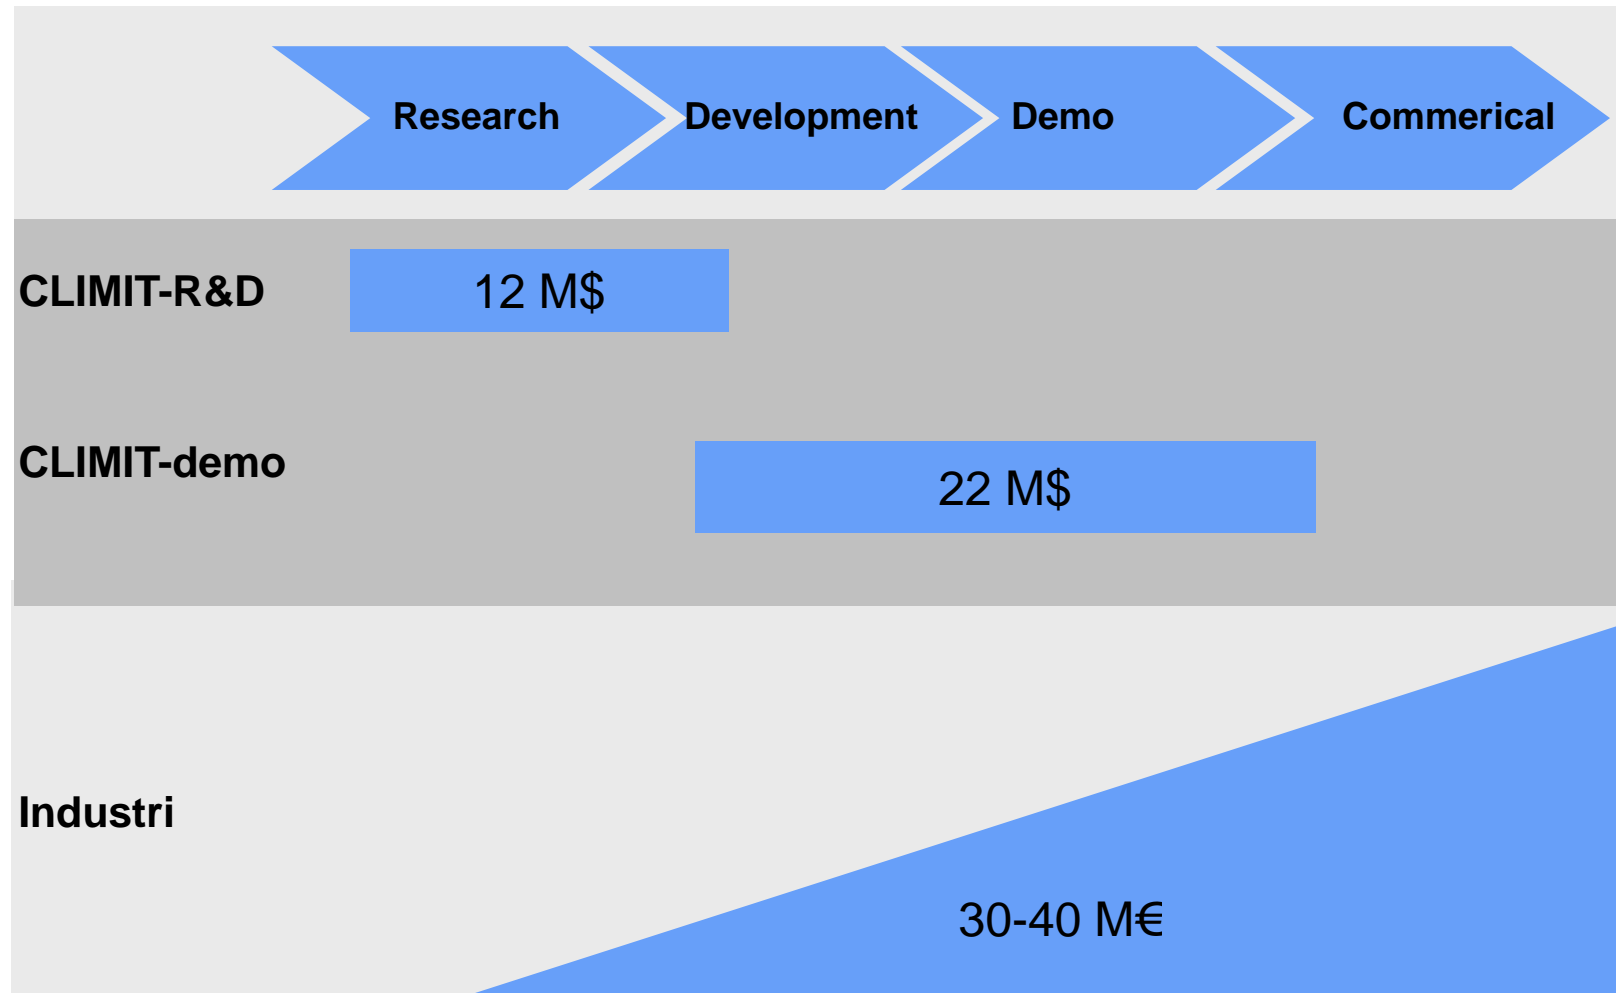 Research Development Demo Commerical
CLIMIT-R&D 12 M$
CLIMIT-demo
22 M$
Industri
30-40 M€